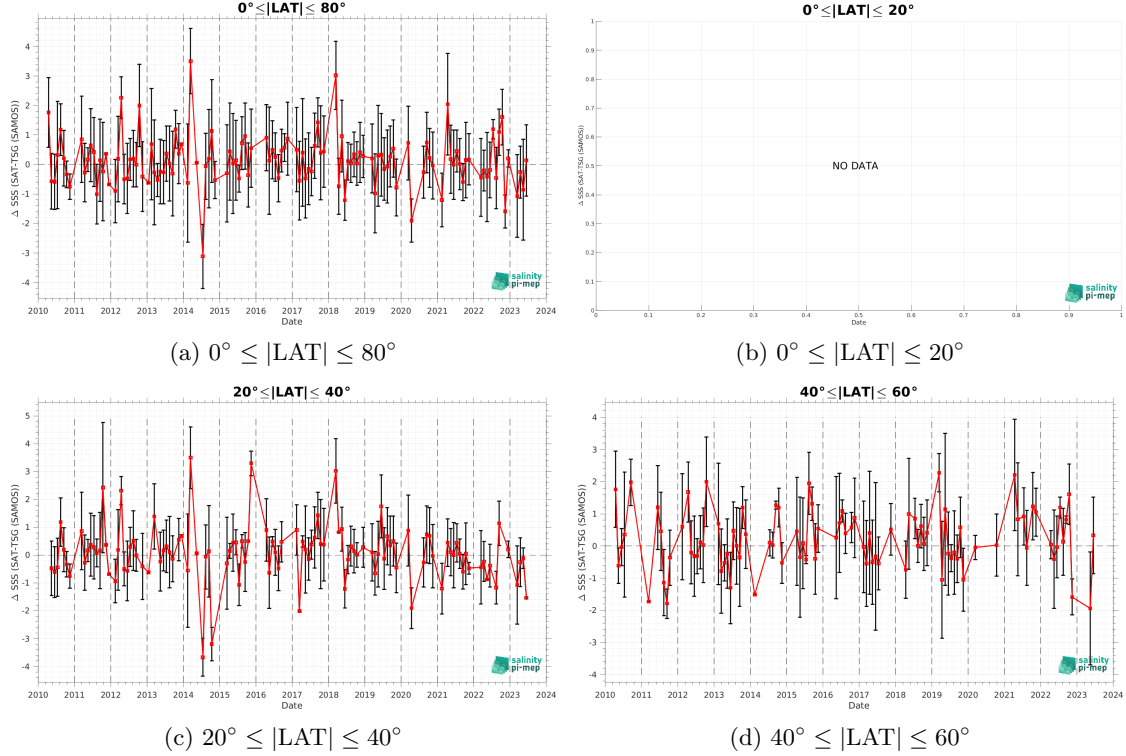 0°≤|LAT|≤ 80°
Δ SSS (SAT-TSG (SAMOS))
4
3
2
1
0
-1
-2
-3
-4
2010 2011 2012 2013 2014 2015 2016 2017 2018 2019 2020 2021 2022 2023 2024
Date
salinity
pi-mep
(a) 0° ≤ |LAT| ≤ 80°
0°≤|LAT|≤ 20°
Δ SSS (SAT-TSG (SAMOS))
1
0.9
0.8
0.7
0.6
0.5
0.4
0.3
0.2
0.1
0
NO DATA
0 0.1 0.2 0.3 0.4 0.5 0.6 0.7 0.8 0.9 1
Date
salinity
pi-mep
(b) 0° ≤ |LAT| ≤ 20°
20°≤|LAT|≤ 40°
Δ SSS (SAT-TSG (SAMOS))
5
4
3
2
1
0
-1
-2
-3
-4
2010 2011 2012 2013 2014 2015 2016 2017 2018 2019 2020 2021 2022 2023 2024
Date
salinity
pi-mep
(c) 20° ≤ |LAT| ≤ 40°
40°≤|LAT|≤ 60°
Δ SSS (SAT-TSG (SAMOS))
4
3
2
1
0
-1
-2
-3
-4
2010 2011 2012 2013 2014 2015 2016 2017 2018 2019 2020 2021 2022 2023 2024
Date
salinity
pi-mep
(d) 40° ≤ |LAT| ≤ 60°